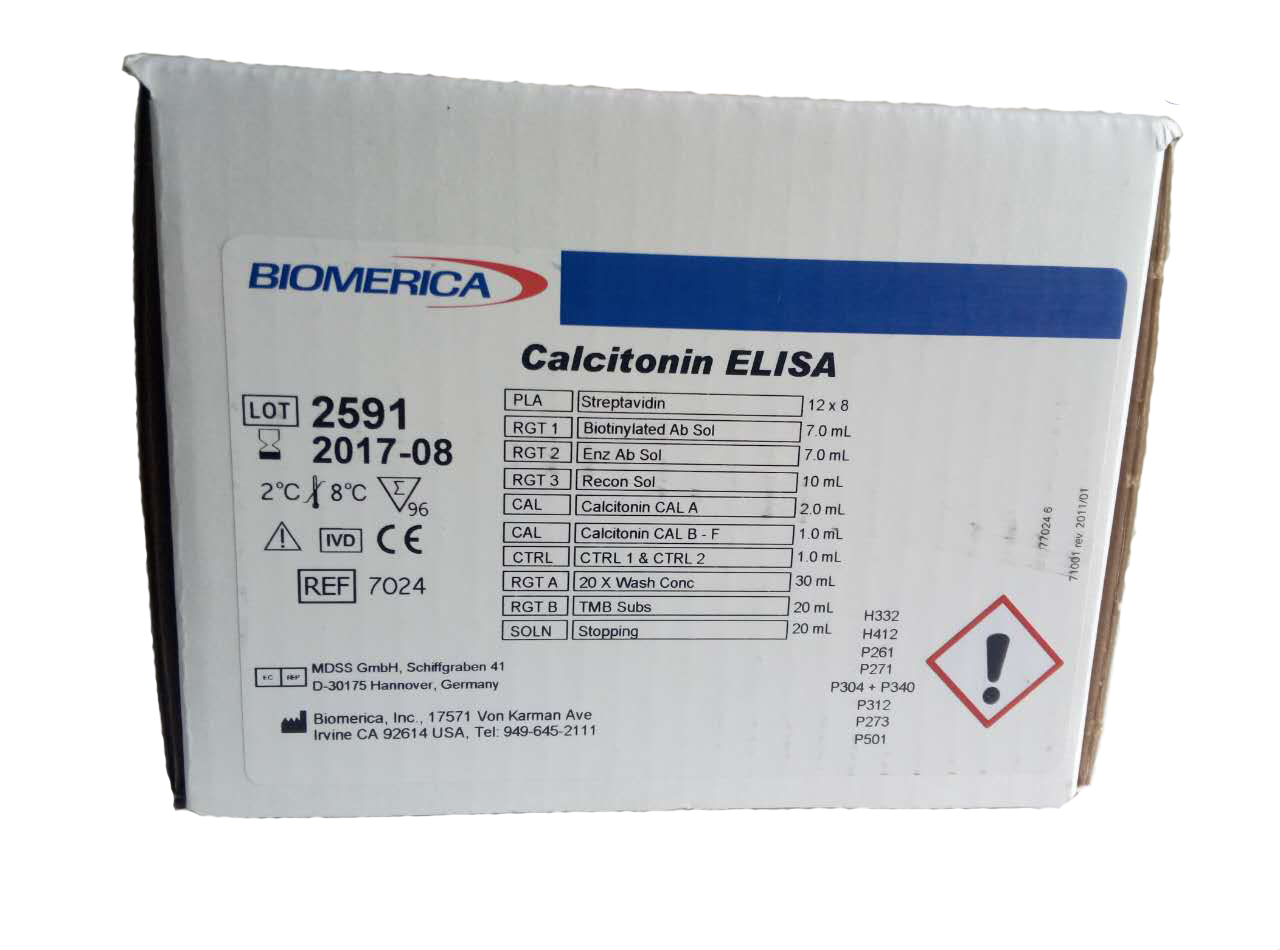 BIOMERICA
Calcitonin ELISA
LOT 2591
2017-08
2°C 8°C Σ 96
IVD CE
REF 7024
PLA Streptavidin 12 x 8
RGT 1 Biotinylated Ab Sol 7.0 mL
RGT 2 Enz Ab Sol 7.0 mL
RGT 3 Recon Sol 10 mL
CAL Calcitonin CAL A 2.0 mL
CAL Calcitonin CAL B - F 1.0 mL
CTRL CTRL 1 & CTRL 2 1.0 mL
RGT A 20 X Wash Conc 30 mL
RGT B TMB Subs 20 mL
SOLN Stopping 20 mL
EC REP MDSS GmbH, Schiffgraben 41
D-30175 Hannover, Germany
Biomerica, Inc., 17571 Von Karman Ave
Irvine CA 92614 USA, Tel: 949-645-2111
H332
H412
P261
P271
P304 + P340
P312
P273
P501
77024 6
71001 rev. 2011/01